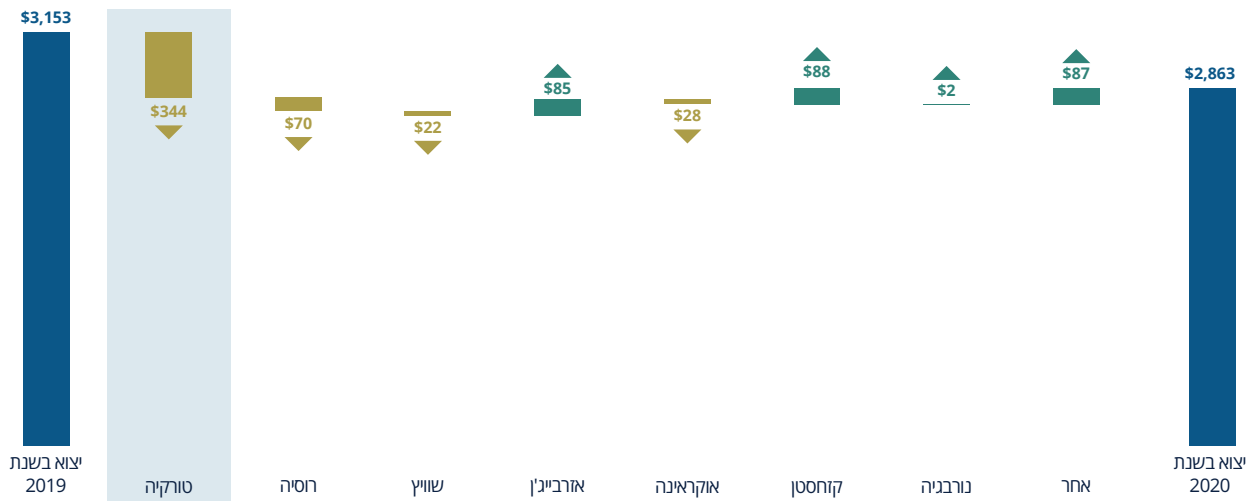 $3,153
$344
$70
$22
$85
$28
$88
$2
$87
$2,863
יצוא בשנת
2019
טורקיה
רוסיה
שוויץ
אזרבייג'ן
אוקראינה
קזחסטן
נורבגיה
אחר
יצוא בשנת
2020